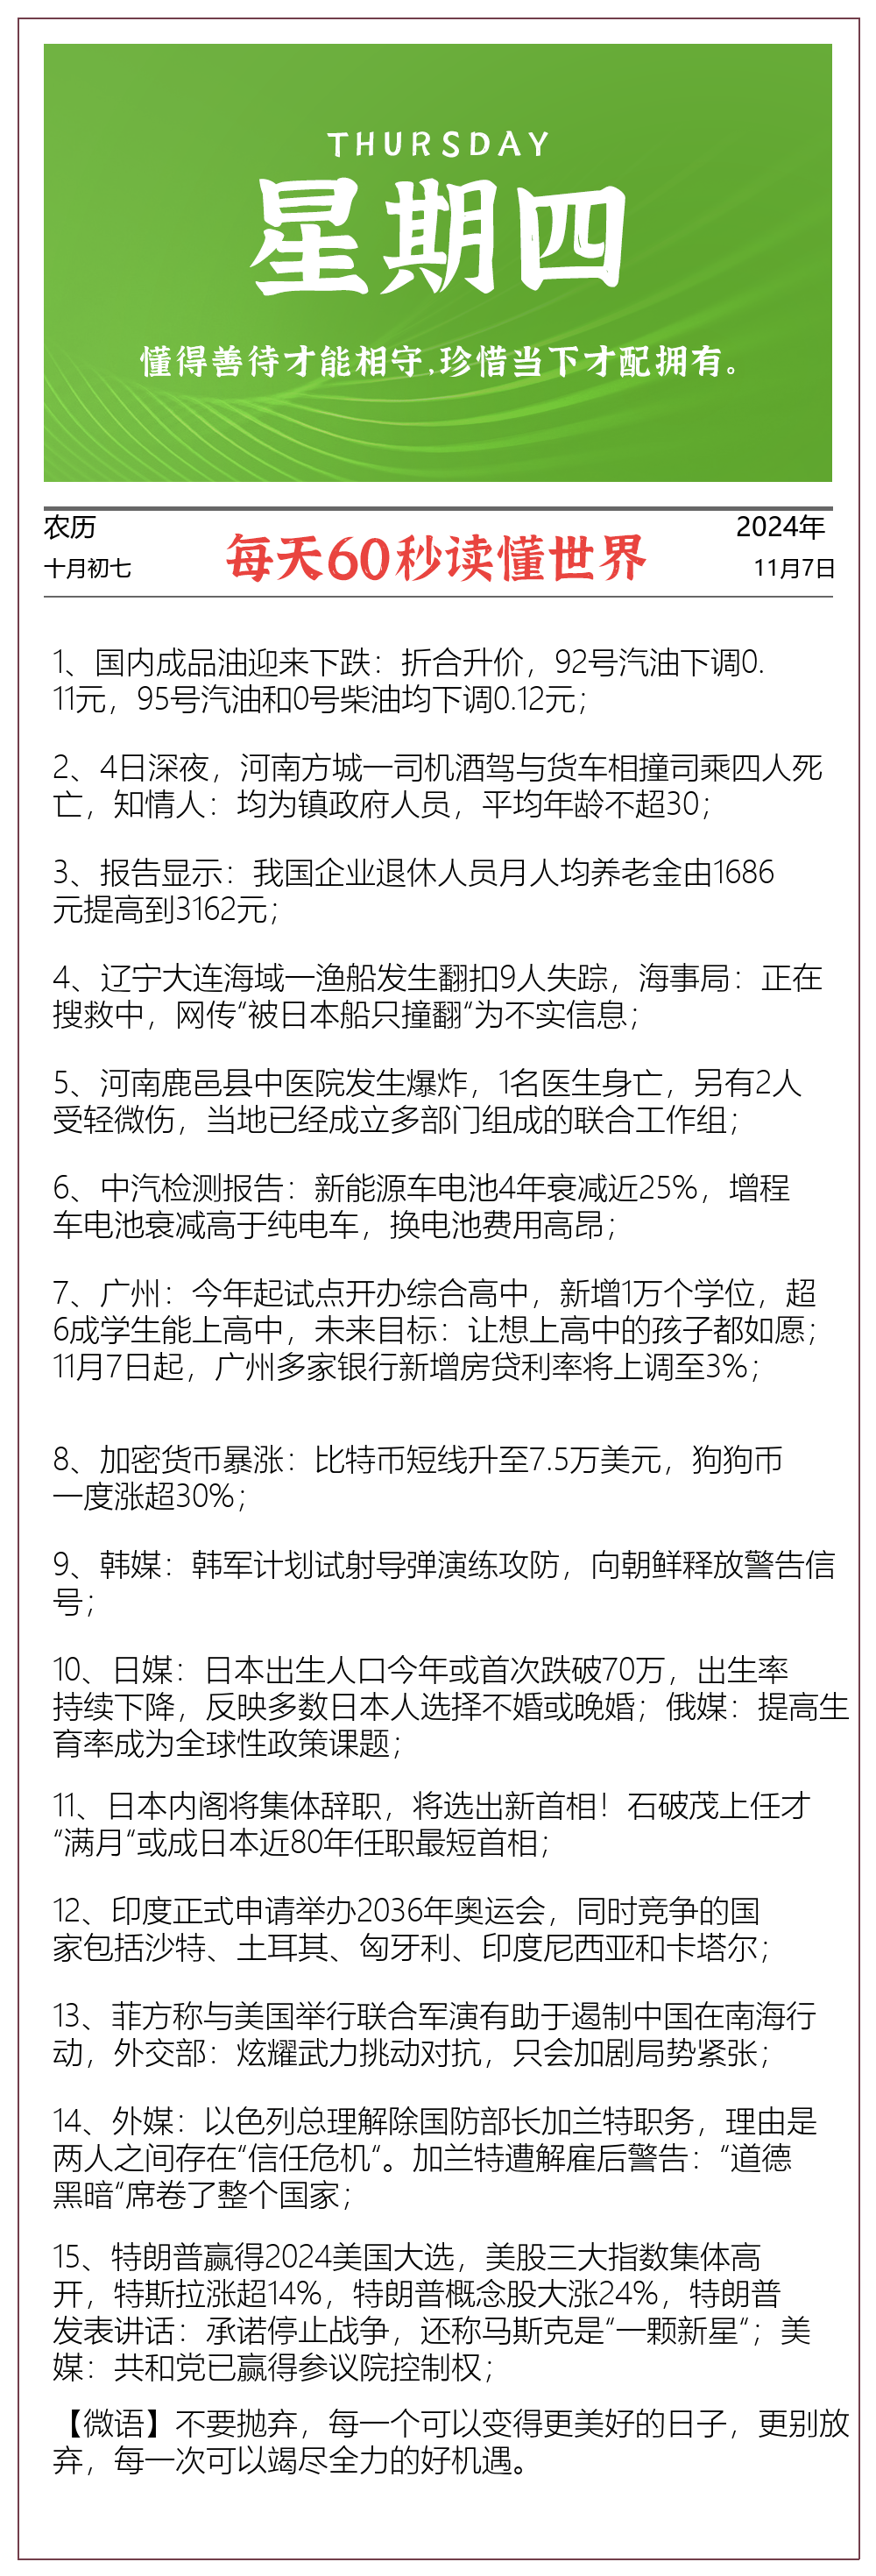 THURSDAY
星期四
懂得善待才能相守,珍惜当下才配拥有。
农历
2024年
每天60秒读懂世界
十月初七
11月7日
1、国内成品油迎来下跌：折合升价，92号汽油下调0.
11元，95号汽油和0号柴油均下调0.12元；
2、4日深夜，河南方城一司机酒驾与货车相撞司乘四人死
亡，知情人：均为镇政府人员，平均年龄不超30；
3、报告显示：我国企业退休人员月人均养老金由1686
元提高到3162元；
4、辽宁大连海域一渔船发生翻扣9人失踪，海事局：正在
搜救中，网传“被日本船只撞翻“为不实信息；
5、河南鹿邑县中医院发生爆炸，1名医生身亡，另有2人
受轻微伤，当地已经成立多部门组成的联合工作组；
6、中汽检测报告：新能源车电池4年衰减近25%，增程
车电池衰减高于纯电车，换电池费用高昂；
7、广州：今年起试点开办综合高中，新增1万个学位，超
6成学生能上高中，未来目标：让想上高中的孩子都如愿；
11月7日起，广州多家银行新增房贷利率将上调至3%；
8、加密货币暴涨：比特币短线升至7.5万美元，狗狗币
一度涨超30%；
9、韩媒：韩军计划试射导弹演练攻防，向朝鲜释放警告信
号；
10、日媒：日本出生人口今年或首次跌破70万，出生率
持续下降，反映多数日本人选择不婚或晚婚；俄媒：提高生
育率成为全球性政策课题；
11、日本内阁将集体辞职，将选出新首相！石破茂上任才
“满月“或成日本近80年任职最短首相；
12、印度正式申请举办2036年奥运会，同时竞争的国
家包括沙特、土耳其、匈牙利、印度尼西亚和卡塔尔；
13、菲方称与美国举行联合军演有助于遏制中国在南海行
动，外交部：炫耀武力挑动对抗，只会加剧局势紧张；
14、外媒：以色列总理解除国防部长加兰特职务，理由是
两人之间存在“信任危机“。加兰特遭解雇后警告：“道德
黑暗“席卷了整个国家；
15、特朗普赢得2024美国大选，美股三大指数集体高
开，特斯拉涨超14%，特朗普概念股大涨24%，特朗普
发表讲话：承诺停止战争，还称马斯克是“一颗新星“；美
媒：共和党已赢得参议院控制权；
【微语】不要抛弃，每一个可以变得更美好的日子，更别放
弃，每一次可以竭尽全力的好机遇。